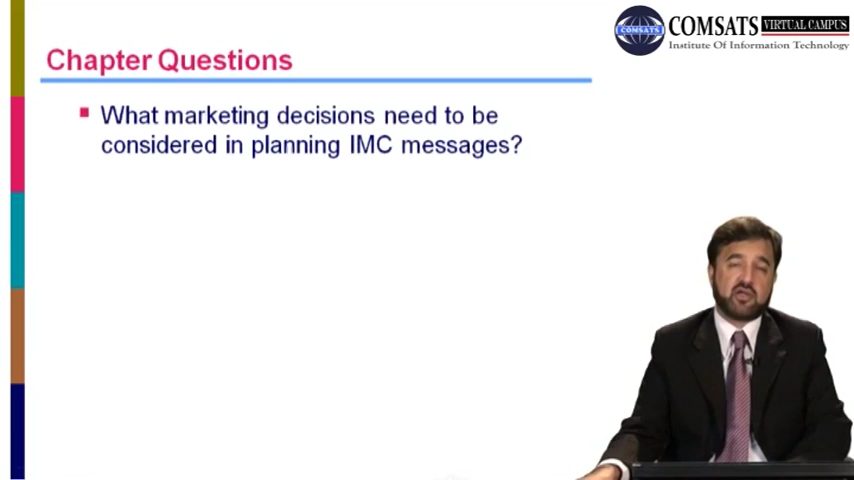 COMSATS
COMSATS VIRTUAL CAMPUS
Institute Of Information Technology
Chapter Questions
What marketing decisions need to be
considered in planning IMC messages?